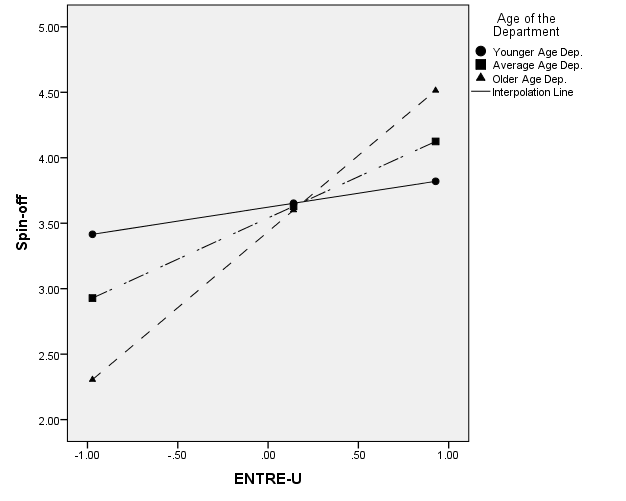 5.00
4.50
4.00
3.50
3.00
2.50
2.00
Spin-off
-1.00
-.50
.00
.50
1.00
ENTRE-U
Age of the
Department
Younger Age Dep.
Average Age Dep.
Older Age Dep.
Interpolation Line